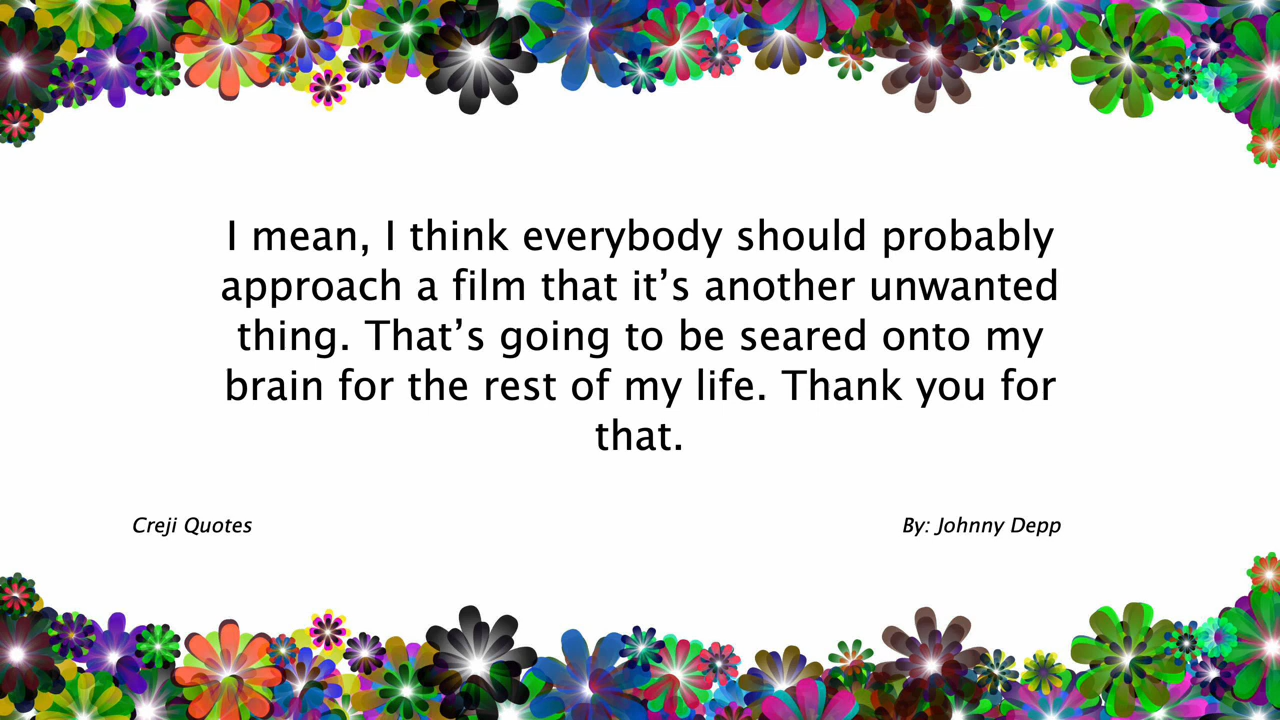 I mean, I think everybody should probably
approach a film that it’s another unwanted
thing. That’s going to be seared onto my
brain for the rest of my life. Thank you for
that.
Creji Quotes
By: Johnny Depp